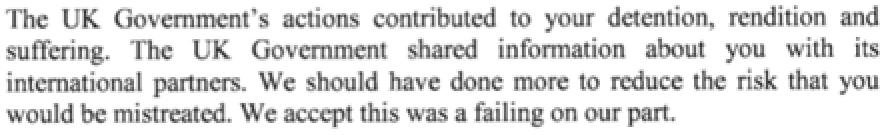 The UK Government's actions contributed to your detention, rendition and
suffering. The UK Government shared information about you with its
international partners. We should have done more to reduce the risk that you
would be mistreated. We accept this was a failing on our part.